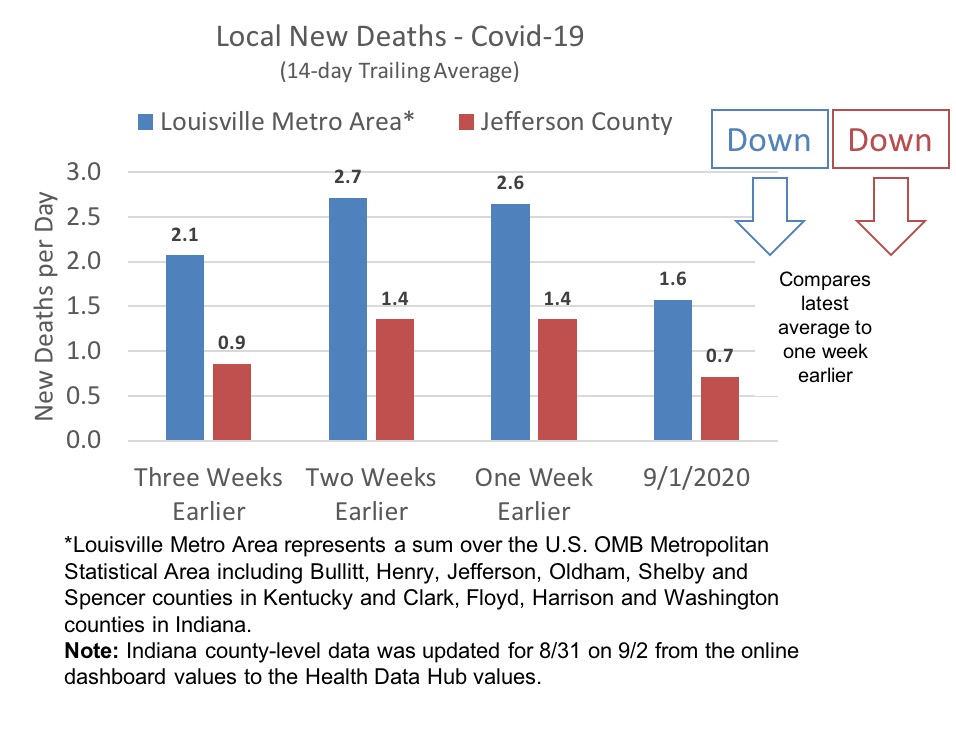 Local New Deaths - Covid-19
(14-day Trailing Average)
Louisville Metro Area* Jefferson County
Down Down
New Deaths per Day
3.0
2.5
2.0
1.5
1.0
0.5
0.0
2.1
0.9
2.7
1.4
2.6
1.4
1.6
0.7
Compares
latest
average to
one week
earlier
Three Weeks Two Weeks One Week 9/1/2020
Earlier Earlier Earlier
*Louisville Metro Area represents a sum over the U.S. OMB Metropolitan
Statistical Area including Bullitt, Henry, Jefferson, Oldham, Shelby and
Spencer counties in Kentucky and Clark, Floyd, Harrison and Washington
counties in Indiana.
Note: Indiana county-level data was updated for 8/31 on 9/2 from the online
dashboard values to the Health Data Hub values.